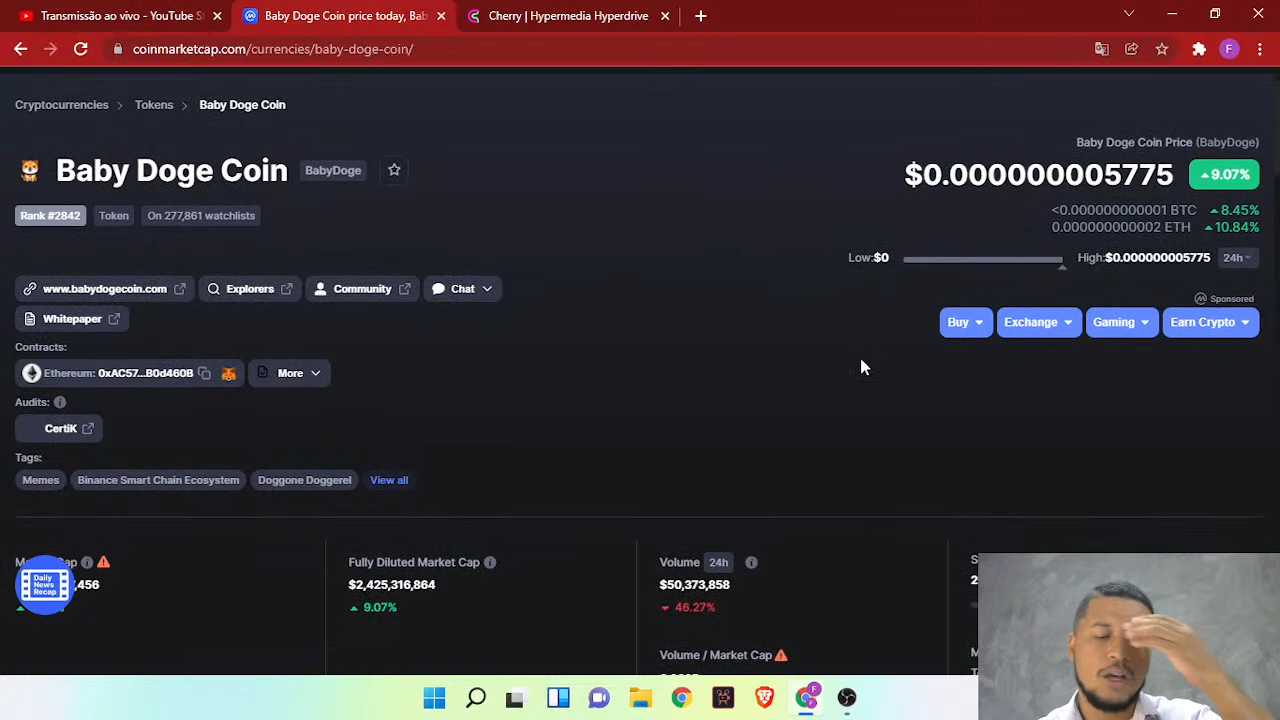 Transmissão ao vivo - YouTube S
Baby Doge Coin price today, Bab
Cherry | Hypermedia Hyperdrive
coinmarketcap.com/currencies/baby-doge-coin/
F
Cryptocurrencies > Tokens > Baby Doge Coin
Baby Doge Coin Price (BabyDoge)
Baby Doge Coin BabyDoge
$0.000000005775 9.07%
Rank #2842 Token On 277,861 watchlists
<0.000000000001 BTC 8.45%
0.000000000002 ETH 10.84%
Low:$0 High:$0.000000005775 24h
www.babydogecoin.com Explorers Community Chat
Sponsored
Whitepaper
Buy Exchange Gaming Earn Crypto
Contracts:
Ethereum: 0xAC57...B0d460B More
Audits:
CertiK
Tags:
Memes Binance Smart Chain Ecosystem Doggone Doggerel View all
Fully Diluted Market Cap Volume 24h
Daily News Recap
$2,425,316,864 $50,373,858
9.07% 46.27%
Volume / Market Cap
F